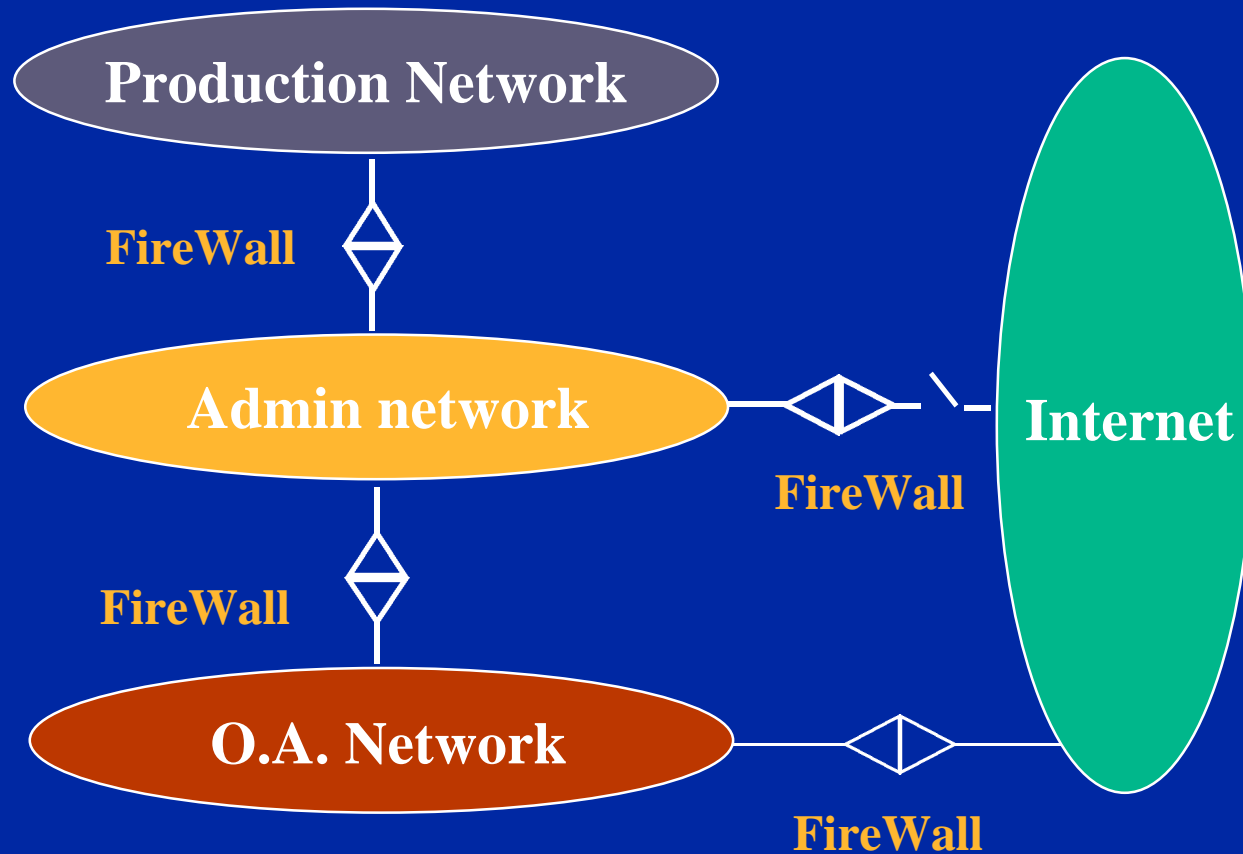 Production Network
FireWall
Admin network
Internet
FireWall
FireWall
O.A. Network
FireWall